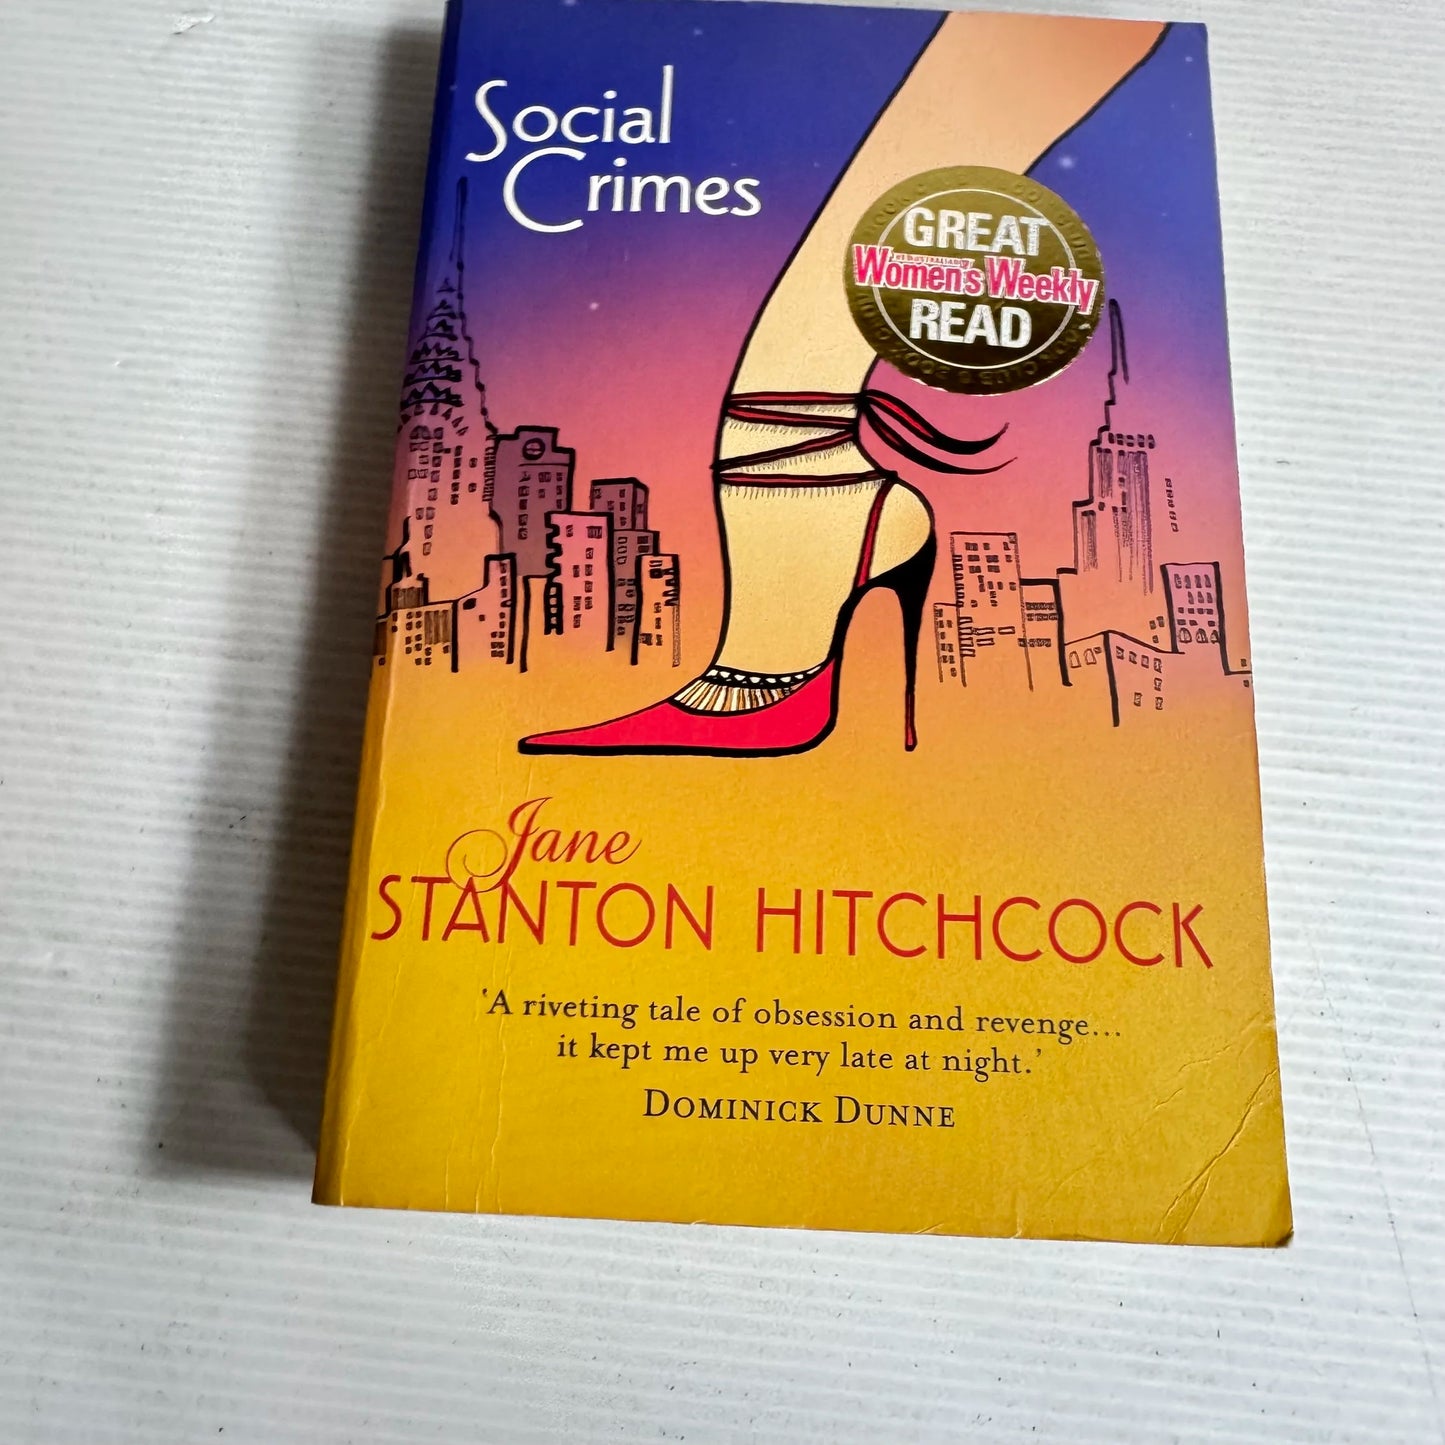 Social
Crimes
GREAT
Women's Weekly
READ
Jane
STANTON HITCHCOCK
'A riveting tale of obsession and revenge...
it kept me up very late at night.'
DOMINICK DUNNE